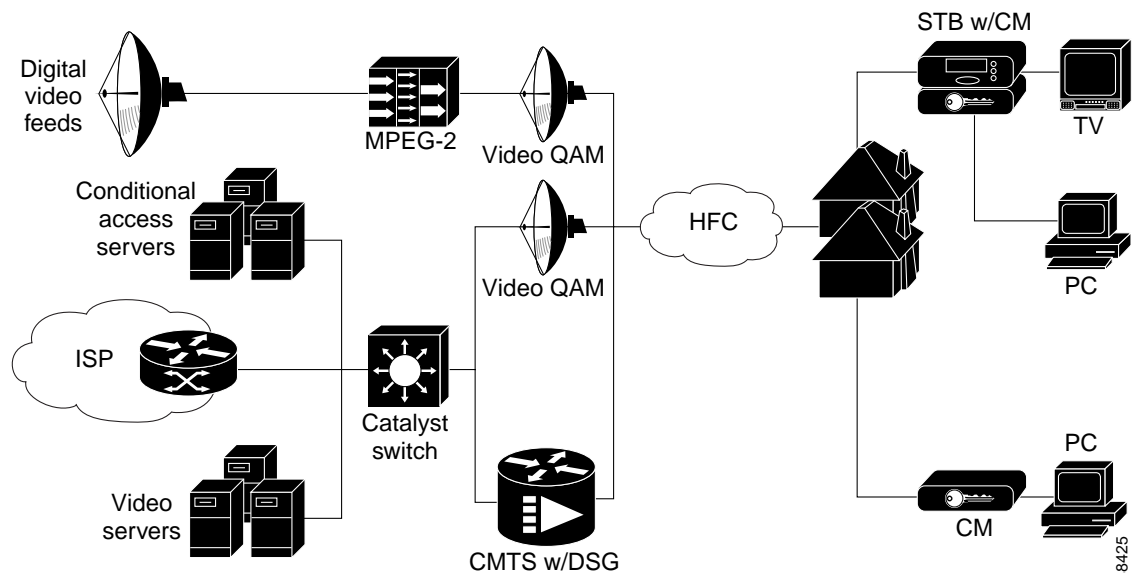 STB w/CM
Digital
video
feeds
MPEG-2
Video QAM
TV
Conditional
access
servers
HFC
Video QAM
PC
ISP
Catalyst
switch
Video
servers
CMTS w/DSG
PC
CM
8425